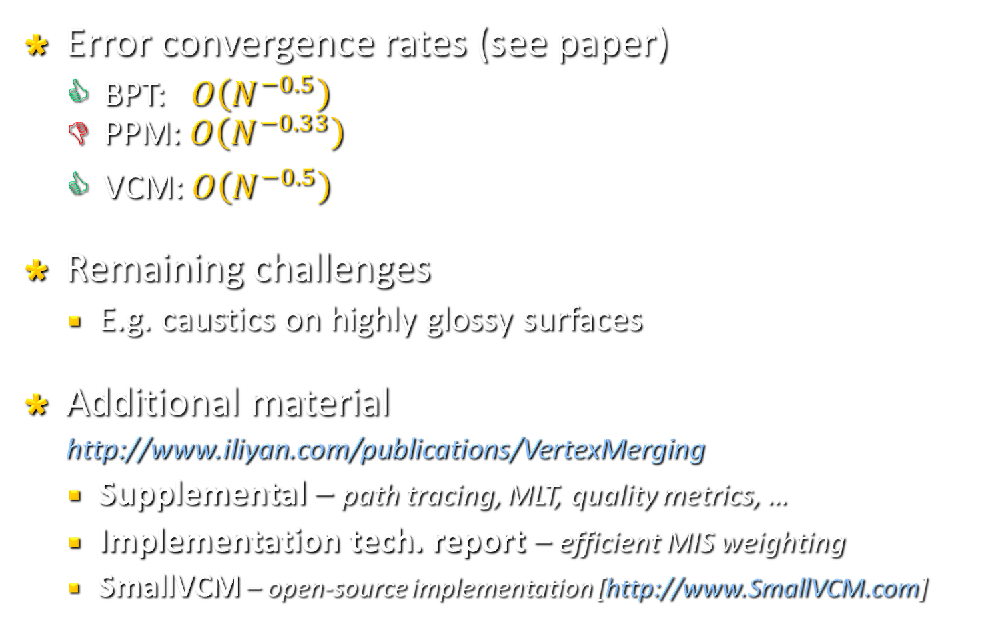 Error convergence rates (see paper)
BPT: O(N^−0.5)
PPM: O(N^−0.33)
VCM: O(N^−0.5)
Remaining challenges
E.g. caustics on highly glossy surfaces
Additional material
http://www.iliyan.com/publications/VertexMerging
Supplemental – path tracing, MLT, quality metrics, ...
Implementation tech. report – efficient MIS weighting
SmallVCM – open-source implementation [http://www.SmallVCM.com]